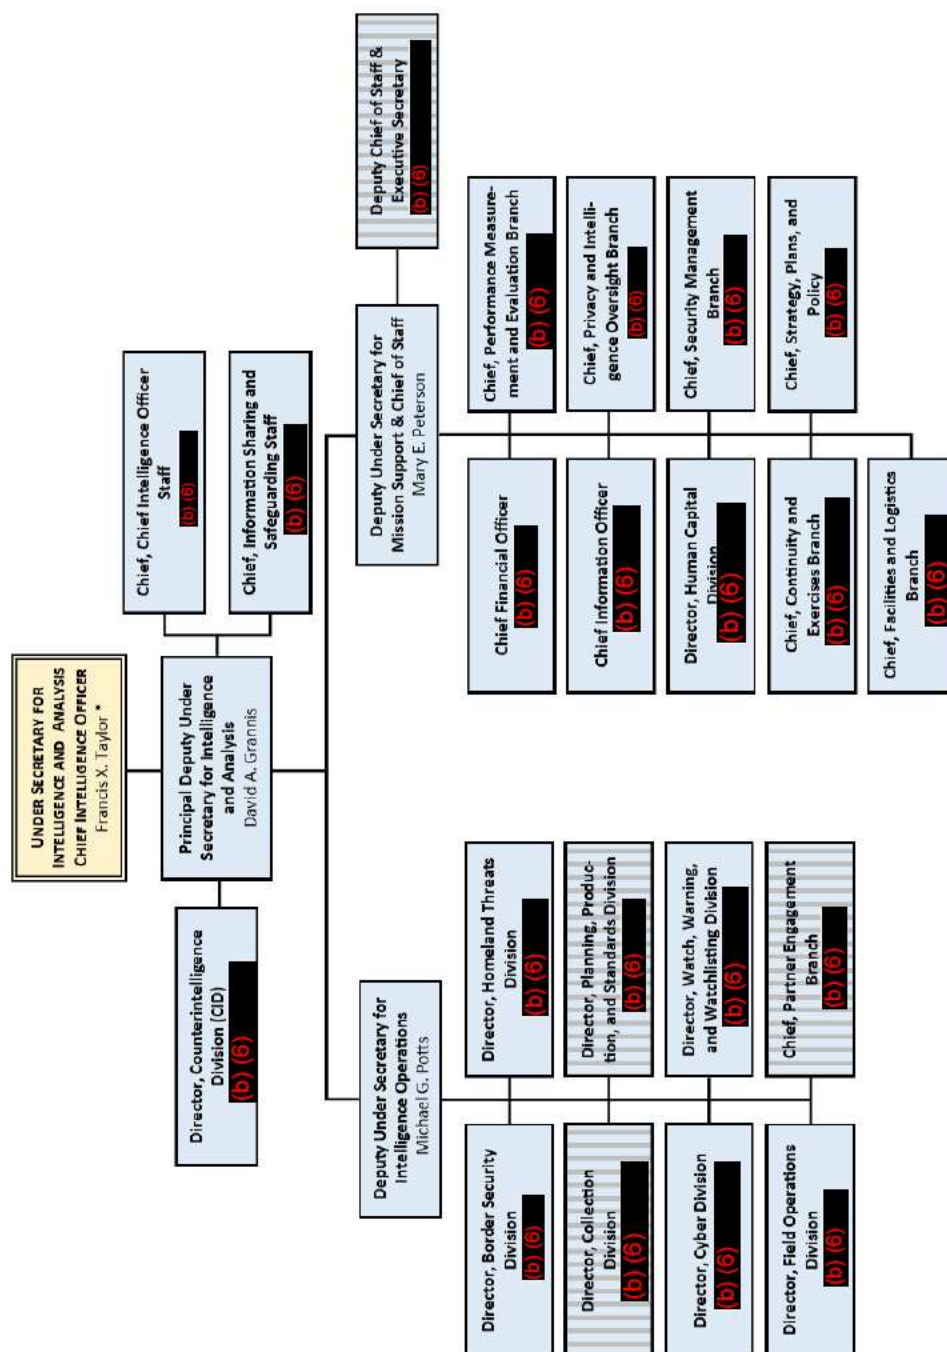 UNDER SECRETARY FOR
INTELLIGENCE AND ANALYSIS
CHIEF INTELLIGENCE OFFICER
Francis X. Taylor *
Director, Counterintelligence
Division (CID)
(b) (6)
Principal Deputy Under
Secretary for Intelligence
and Analysis
David A. Grannis
Chief, Chief Intelligence Officer
Staff
(b) (6)
Chief, Information Sharing and
Safeguarding Staff
(b) (6)
Deputy Under Secretary for
Intelligence Operations
Michael G. Potts
Deputy Under Secretary for
Mission Support & Chief of Staff
Mary E. Peterson
Deputy Chief of Staff &
Executive Secretary
(b) (6)
Director, Border Security
Division
(b) (6)
Director, Homeland Threats
Division
(b) (6)
Director, Collection
Division
(b) (6)
Director, Planning, Produc-
tion, and Standards Division
(b) (6)
Director, Cyber Division
(b) (6)
Director, Watch, Warning,
and Watchlisting Division
(b) (6)
Director, Field Operations
Division
(b) (6)
Chief, Partner Engagement
Branch
(b) (6)
Chief Financial Officer
(b) (6)
Chief, Performance Measure-
ment and Evaluation Branch
(b) (6)
Chief Information Officer
(b) (6)
Chief, Privacy and Intelli-
gence Oversight Branch
(b) (6)
Director, Human Capital
Division
(b) (6)
Chief, Security Management
Branch
(b) (6)
Chief, Continuity and
Exercises Branch
(b) (6)
Chief, Strategy, Plans, and
Policy
(b) (6)
Chief, Facilities and Logistics
Branch
(b) (6)